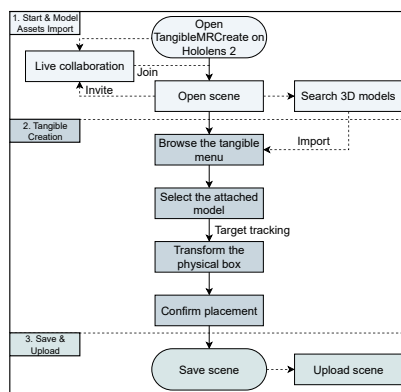 1. Start & Model
Assets Import
Open
TangibleMRCreate on
Hololens 2
Live collaboration
Join
Invite
Open scene
Search 3D models
2. Tangible
Creation
Import
Browse the tangible
menu
Select the attached
model
Target tracking
Transform the
physical box
Confirm placement
3. Save &
Upload
Save scene
Upload scene